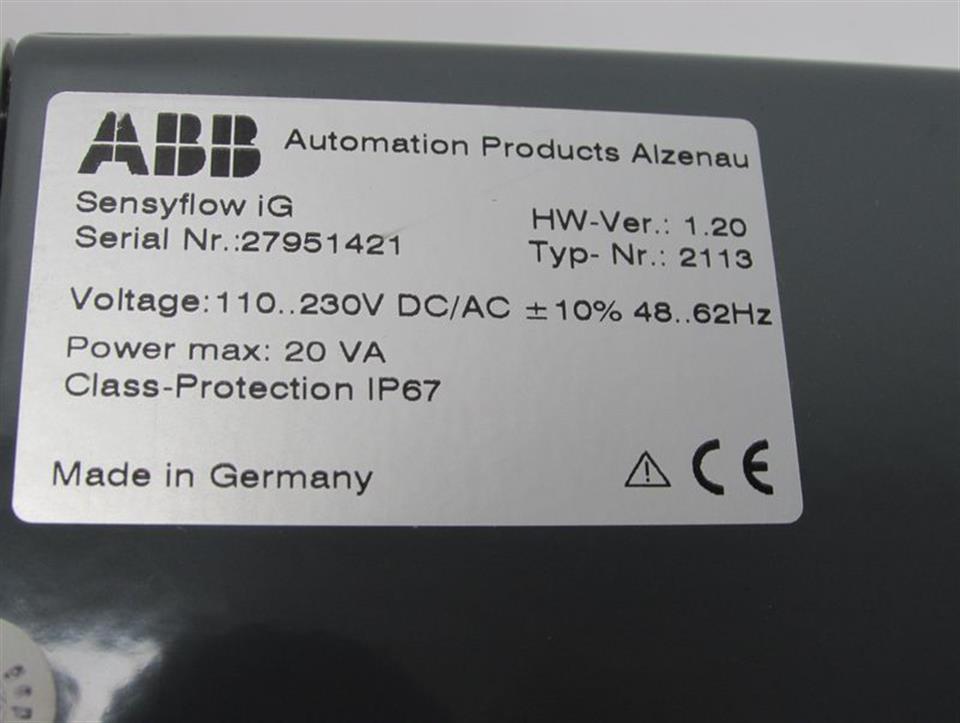 ABB Automation Products Alzenau
Sensyflow iG
HW-Ver.: 1.20
Serial Nr.:27951421
Typ- Nr.: 2113
Voltage:110..230V DC/AC ±10% 48..62Hz
Power max: 20 VA
Class-Protection IP67
Made in Germany
CE